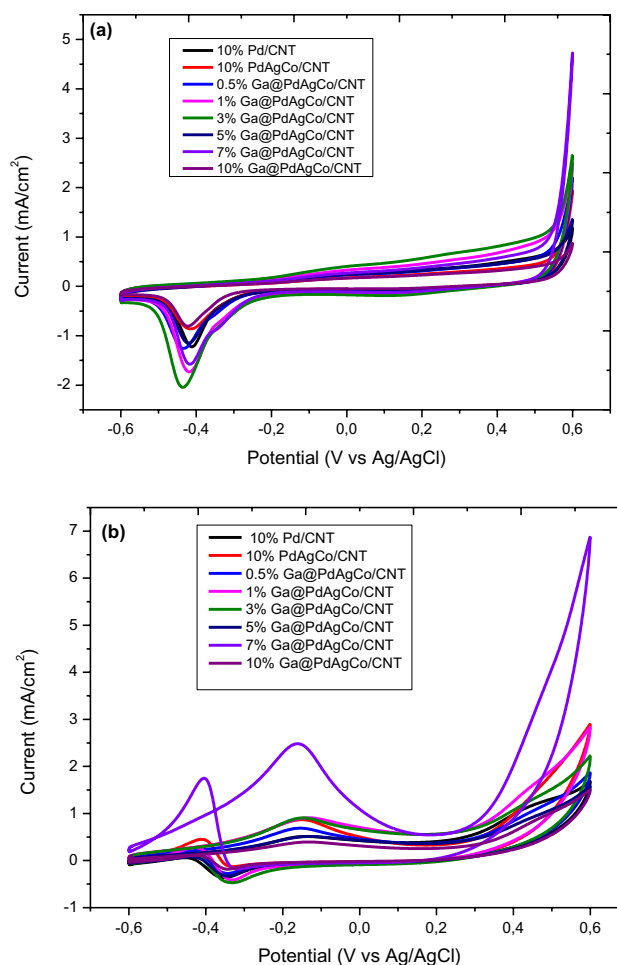 (a)
10% Pd/CNT
10% PdAgCo/CNT
0.5% Ga@PdAgCo/CNT
1% Ga@PdAgCo/CNT
3% Ga@PdAgCo/CNT
5% Ga@PdAgCo/CNT
7% Ga@PdAgCo/CNT
10% Ga@PdAgCo/CNT
Current (mA/cm²)
5
4
3
2
1
0
-1
-2
-0,6 -0,4 -0,2 0,0 0,2 0,4 0,6
Potential (V vs Ag/AgCl)
(b)
10% Pd/CNT
10% PdAgCo/CNT
0.5% Ga@PdAgCo/CNT
1% Ga@PdAgCo/CNT
3% Ga@PdAgCo/CNT
5% Ga@PdAgCo/CNT
7% Ga@PdAgCo/CNT
10% Ga@PdAgCo/CNT
Current (mA/cm²)
7
6
5
4
3
2
1
0
-1
-0,6 -0,4 -0,2 0,0 0,2 0,4 0,6
Potential (V vs Ag/AgCl)